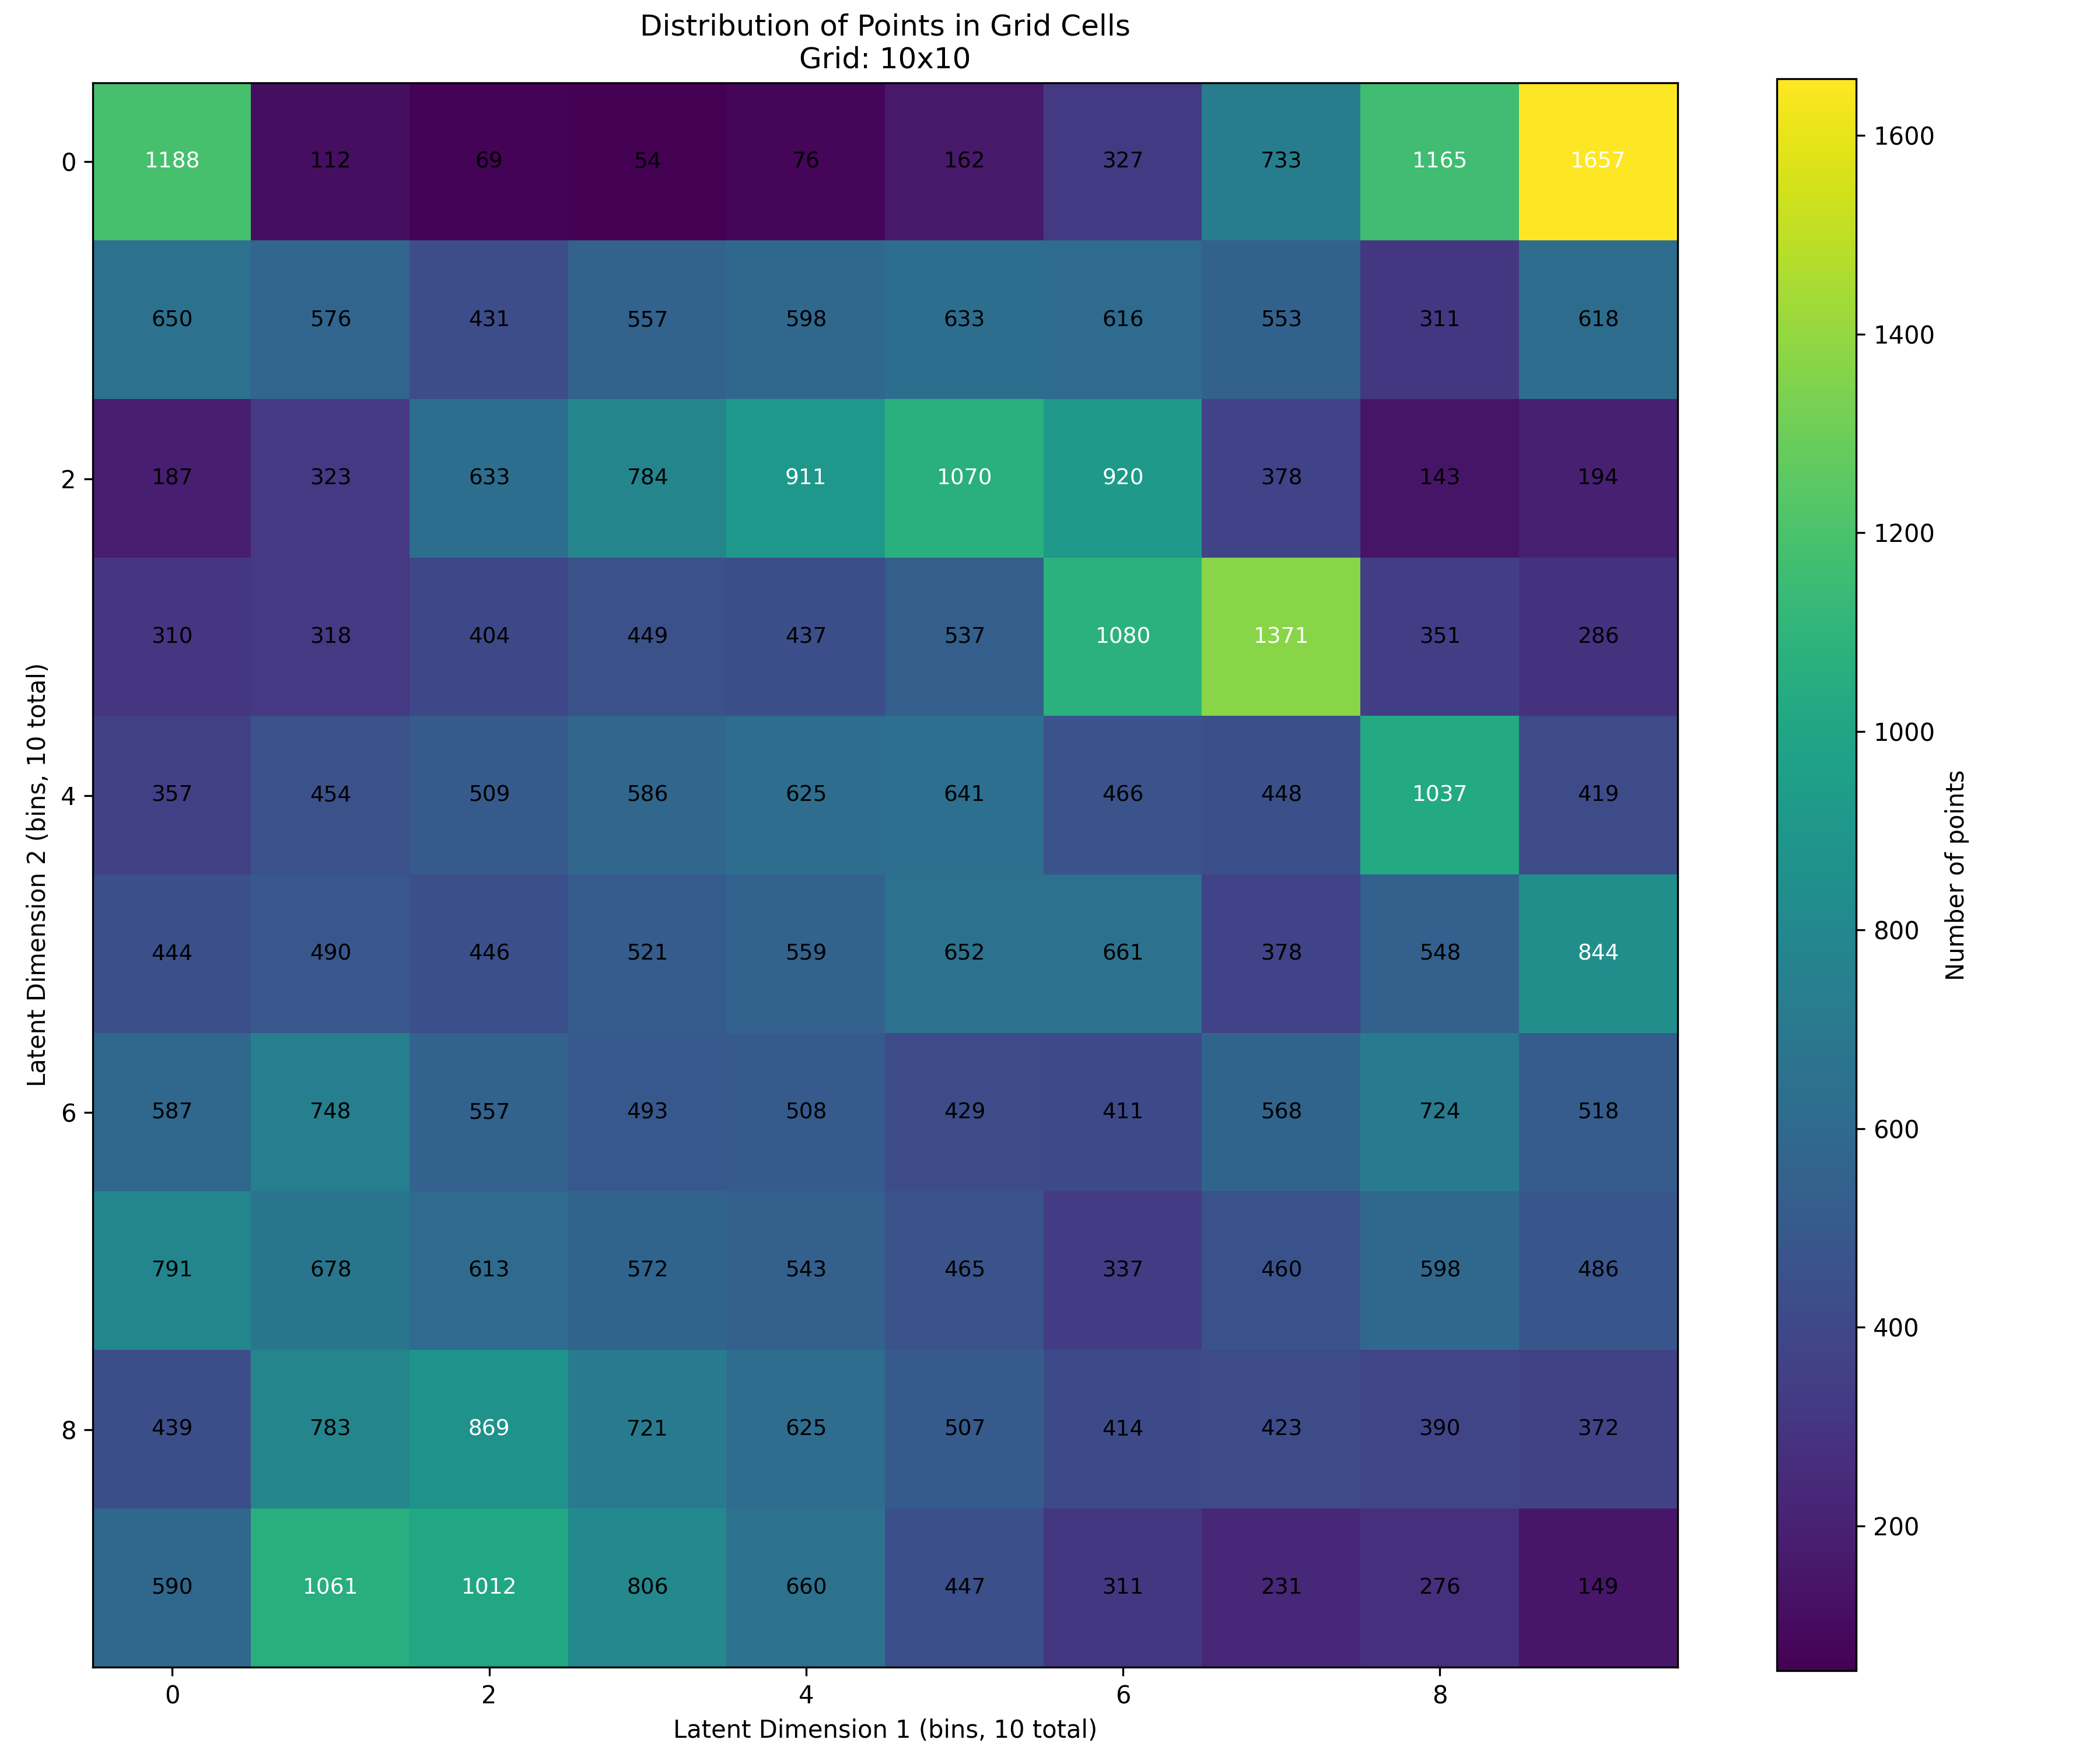 Distribution of Points in Grid Cells
Grid: 10x10
0 1188 112 69 54 76 162 327 733 1165 1657
650 576 431 557 598 633 616 553 311 618
2 187 323 633 784 911 1070 920 378 143 194
310 318 404 449 437 537 1080 1371 351 286
4 357 454 509 586 625 641 466 448 1037 419
444 490 446 521 559 652 661 378 548 844
6 587 748 557 493 508 429 411 568 724 518
791 678 613 572 543 465 337 460 598 486
8 439 783 869 721 625 507 414 423 390 372
590 1061 1012 806 660 447 311 231 276 149
0 2 4 6 8
Latent Dimension 1 (bins, 10 total)
Latent Dimension 2 (bins, 10 total)
1600
1400
1200
1000
800
600
400
200
Number of points